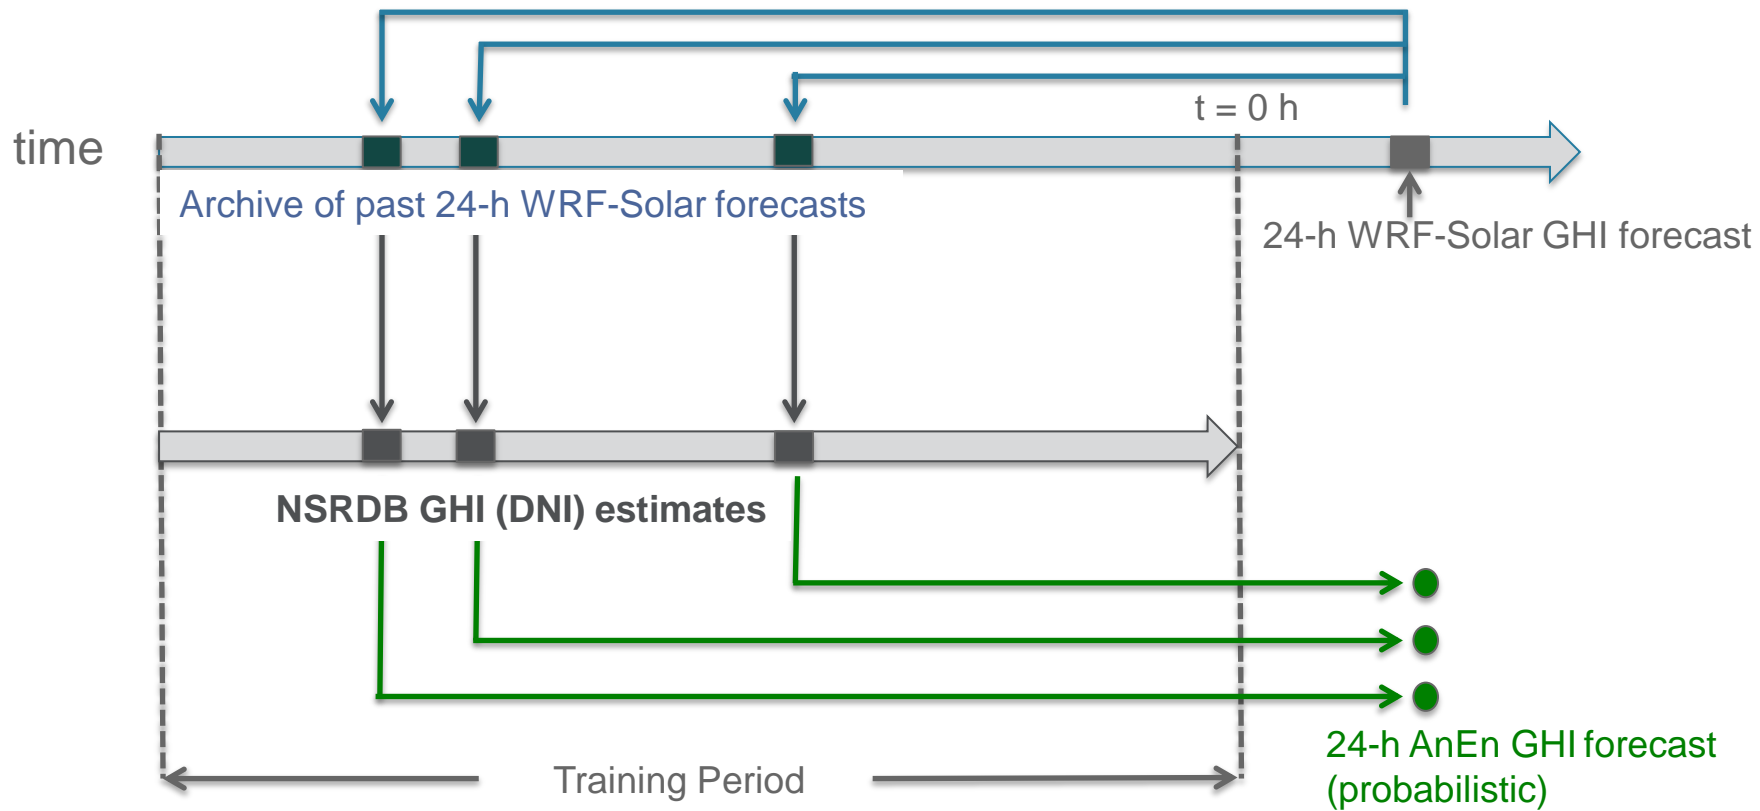 t = 0 h
time
Archive of past 24-h WRF-Solar forecasts
24-h WRF-Solar GHI forecast
NSRDB GHI (DNI) estimates
24-h AnEn GHI forecast
(probabilistic)
Training Period